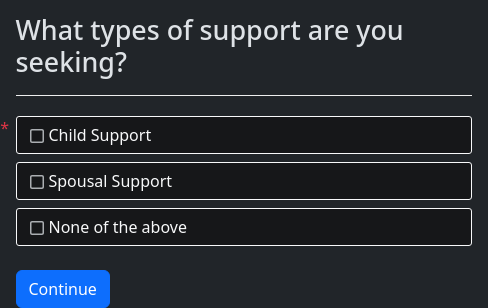 What types of support are you
seeking?
*
Child Support
Spousal Support
None of the above
Continue